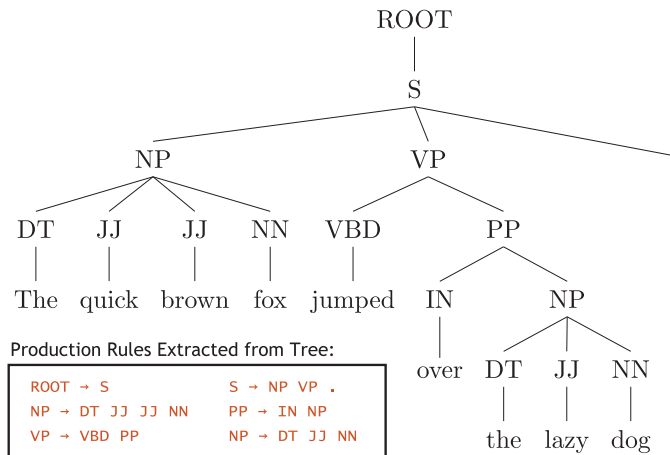 ROOT
S
NP VP
DT JJ JJ NN VBD PP
The quick brown fox jumped IN NP
Production Rules Extracted from Tree:
over DT JJ NN
ROOT → S S → NP VP .
NP → DT JJ JJ NN PP → IN NP
VP → VBD PP NP → DT JJ NN
the lazy dog